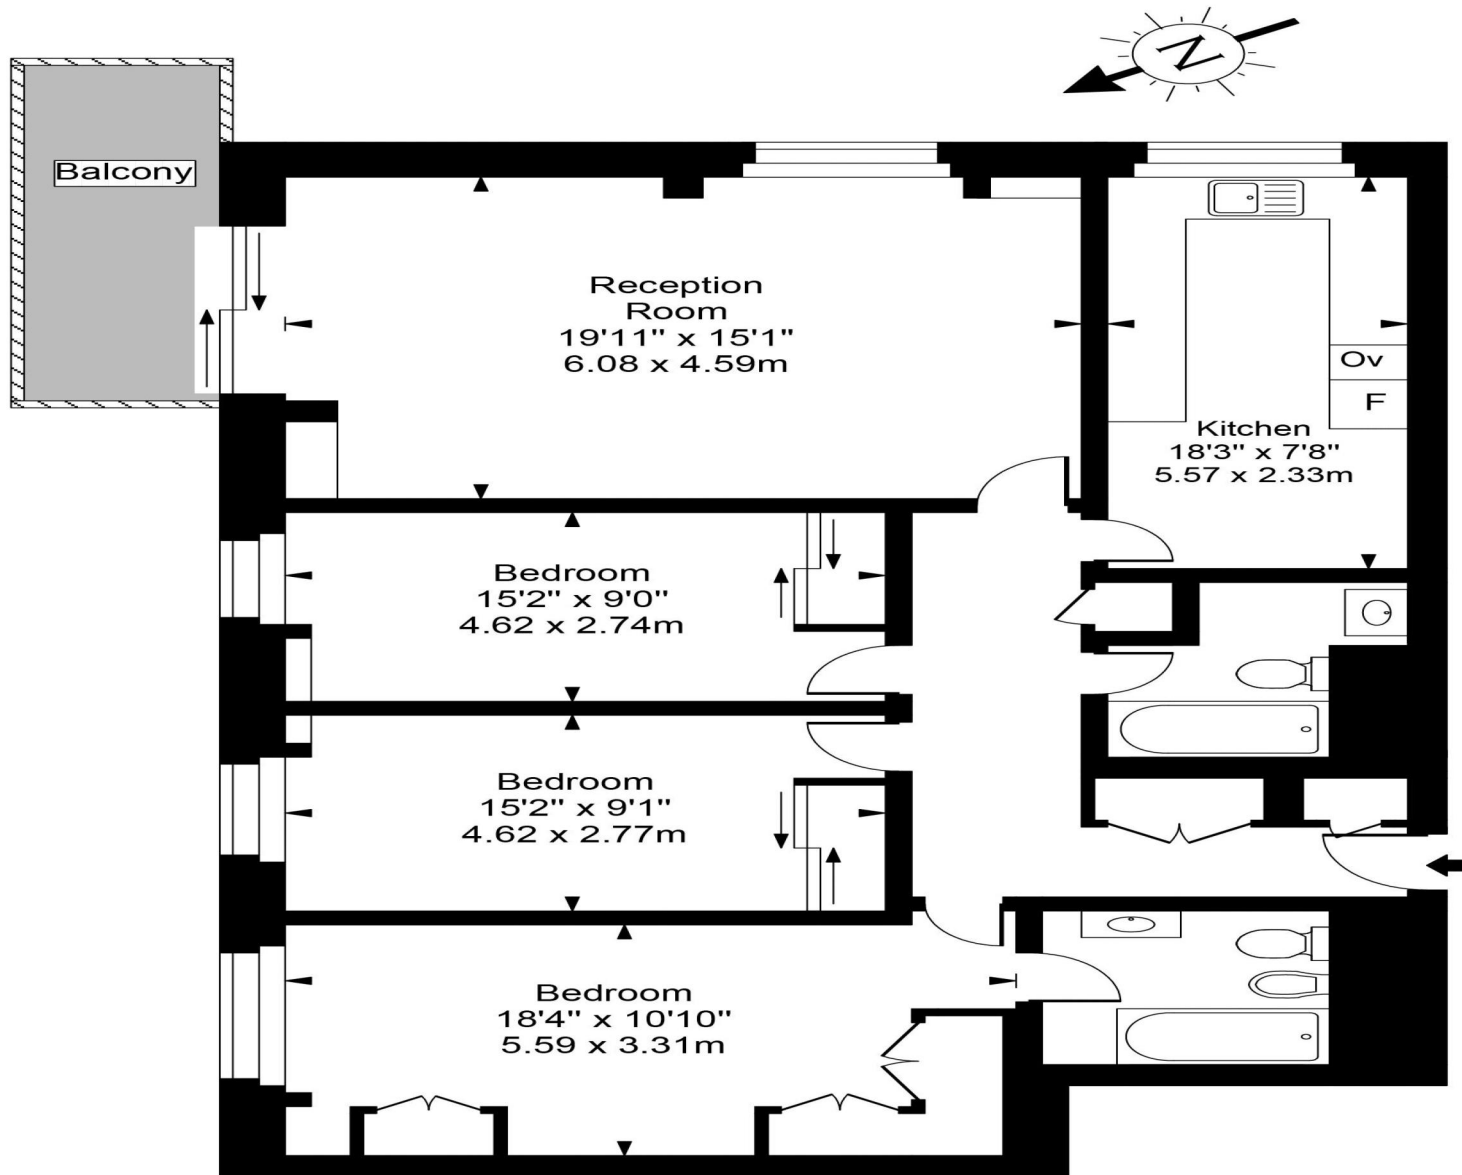 N
Balcony
Reception
Room
19'11" x 15'1"
6.08 x 4.59m
Ov
F
Kitchen
18'3" x 7'8"
5.57 x 2.33m
Bedroom
15'2" x 9'0"
4.62 x 2.74m
Bedroom
15'2" x 9'1"
4.62 x 2.77m
Bedroom
18'4" x 10'10"
5.59 x 3.31m